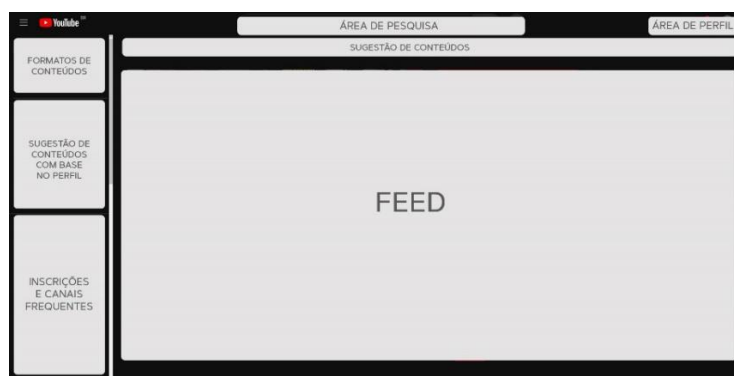 YouTube
ÁREA DE PESQUISA
ÁREA DE PERFIL
SUGESTÃO DE CONTEÚDOS
FORMATOS DE
CONTEÚDOS
SUGESTÃO DE
CONTEÚDOS
COM BASE
NO PERFIL
FEED
INSCRIÇÕES
E CANAIS
FREQUENTES